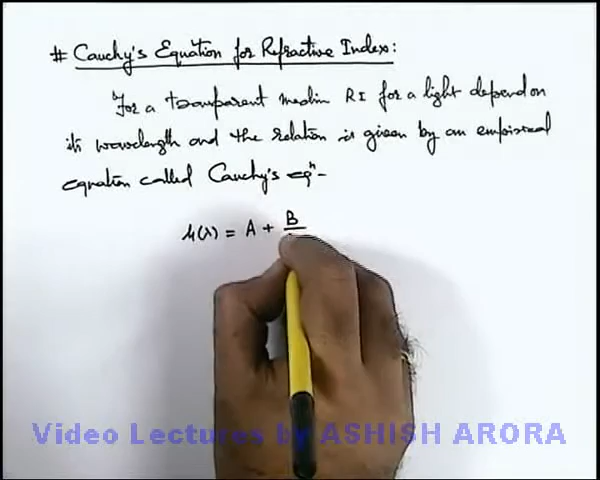 # Cauchy's Equation for Refractive Index:
For a transparent medium RI for a light depend on
its wavelength and the relation is given by an empirical
equation called Cauchy's eqⁿ-
μ(λ) = A + B
Video Lectures by ASHISH ARORA